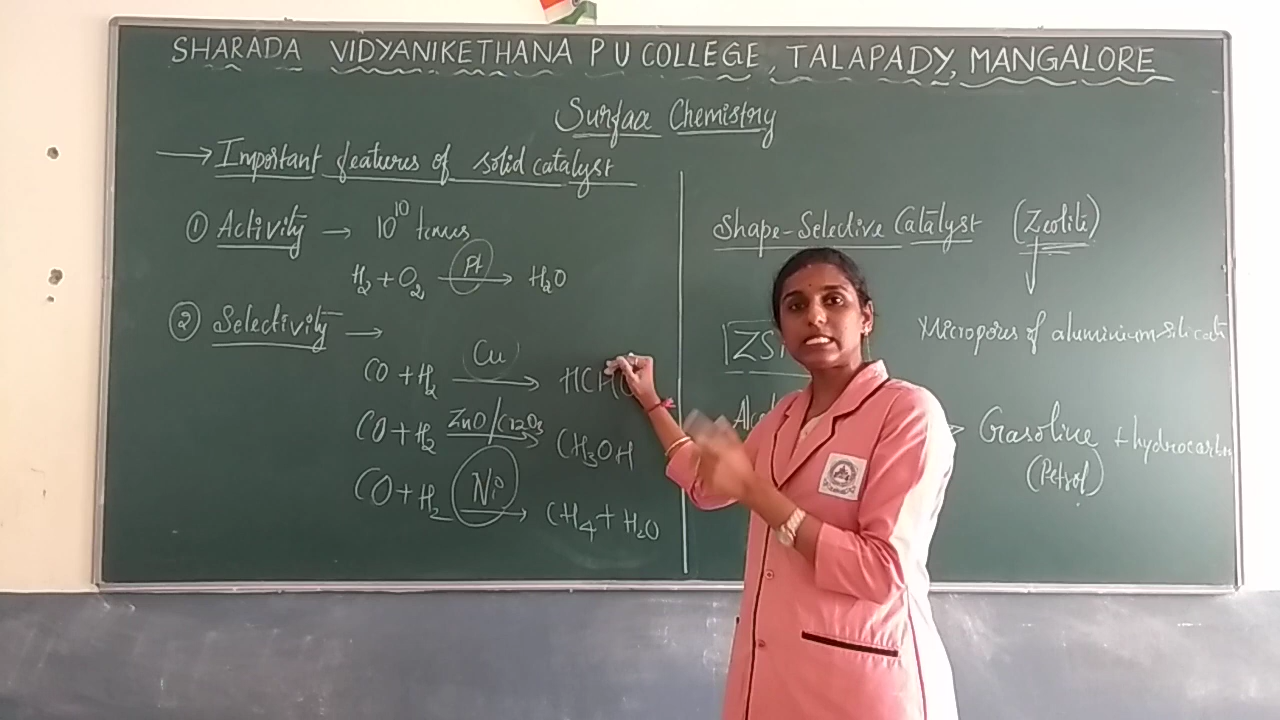 SHARADA VIDYANIKETHANA P U COLLEGE, TALAPADY, MANGALORE
Surface Chemistry
→ Important features of solid catalyst
① Activity → 10¹⁰ times
H₂ + O₂ Pt → H₂O
② Selectivity →
CO + H₂ Cu → HCHO
CO + H₂ ZnO/Cr2O3 → CH₃OH
CO + H₂ Ni → CH₄ + H₂O
Shape-Selective Catalyst (Zeolite)
Micropores of aluminium silicat
ZS
Alco
Gasoline + hydrocarbon
(Petrol)